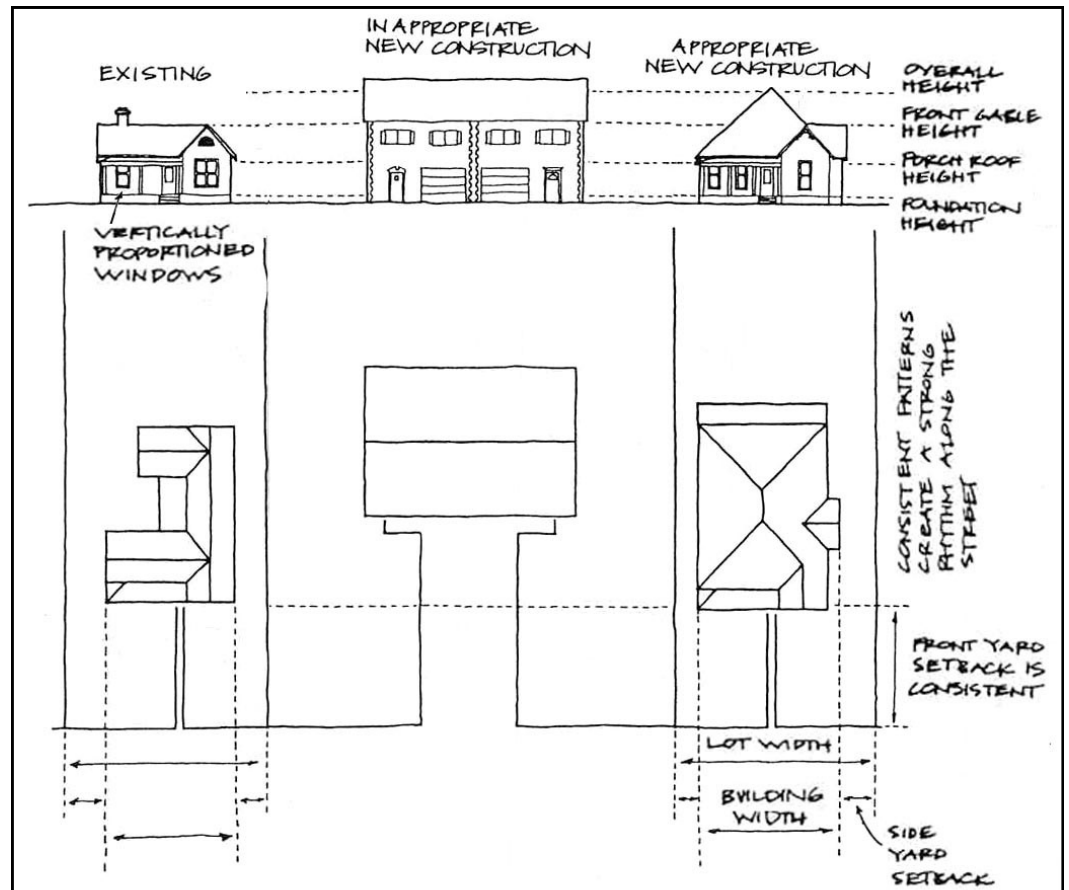 EXISTING
INAPPROPRIATE
NEW CONSTRUCTION
APPROPRIATE
NEW CONSTRUCTION
OVERALL
HEIGHT
FRONT GABLE
HEIGHT
PORCH ROOF
HEIGHT
FOUNDATION
HEIGHT
VERTICALLY
PROPORTIONED
WINDOWS
CONSISTENT PATTERNS
CREATE A STRONG
RHYTHM ALONG THE
STREET
FRONT YARD
SETBACK IS
CONSISTENT
LOT WIDTH
BUILDING
WIDTH
SIDE
YARD
SETBACK